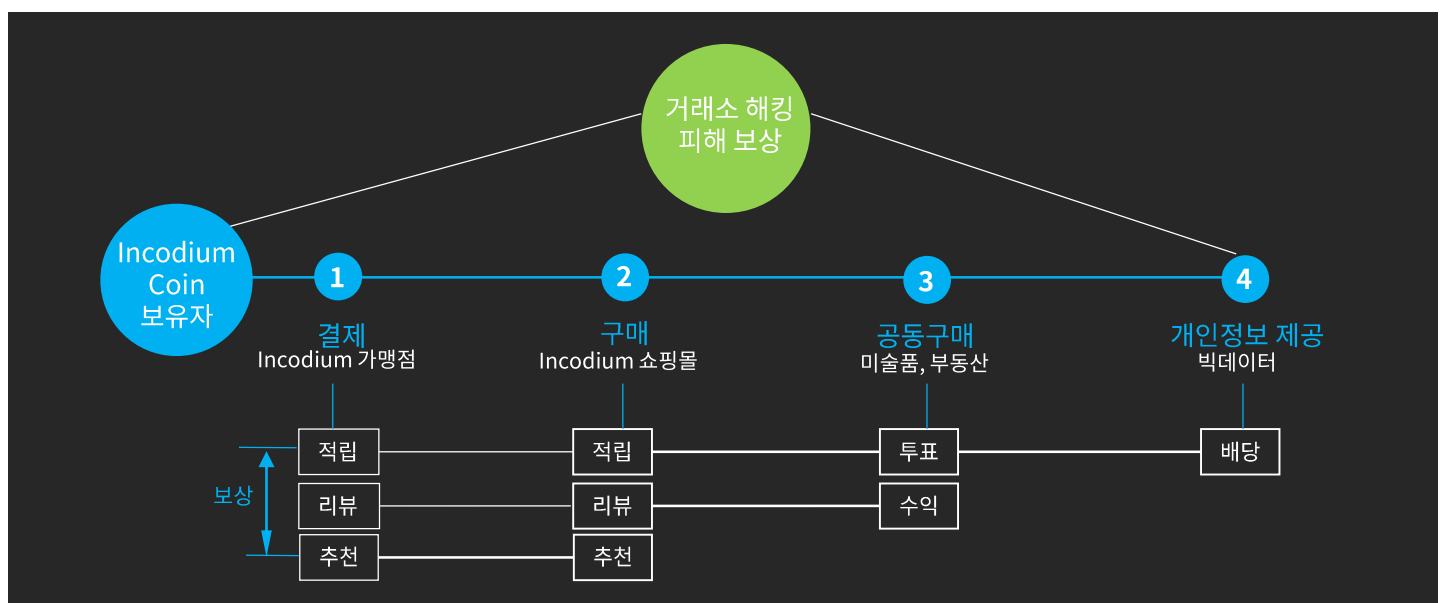 거래소 해킹
피해 보상
Incodium
Coin
보유자
1
2
3
4
결제
Incodium 가맹점
구매
Incodium 쇼핑몰
공동구매
미술품, 부동산
개인정보 제공
빅데이터
보상
적립
적립
투표
배당
리뷰
리뷰
수익
추천
추천